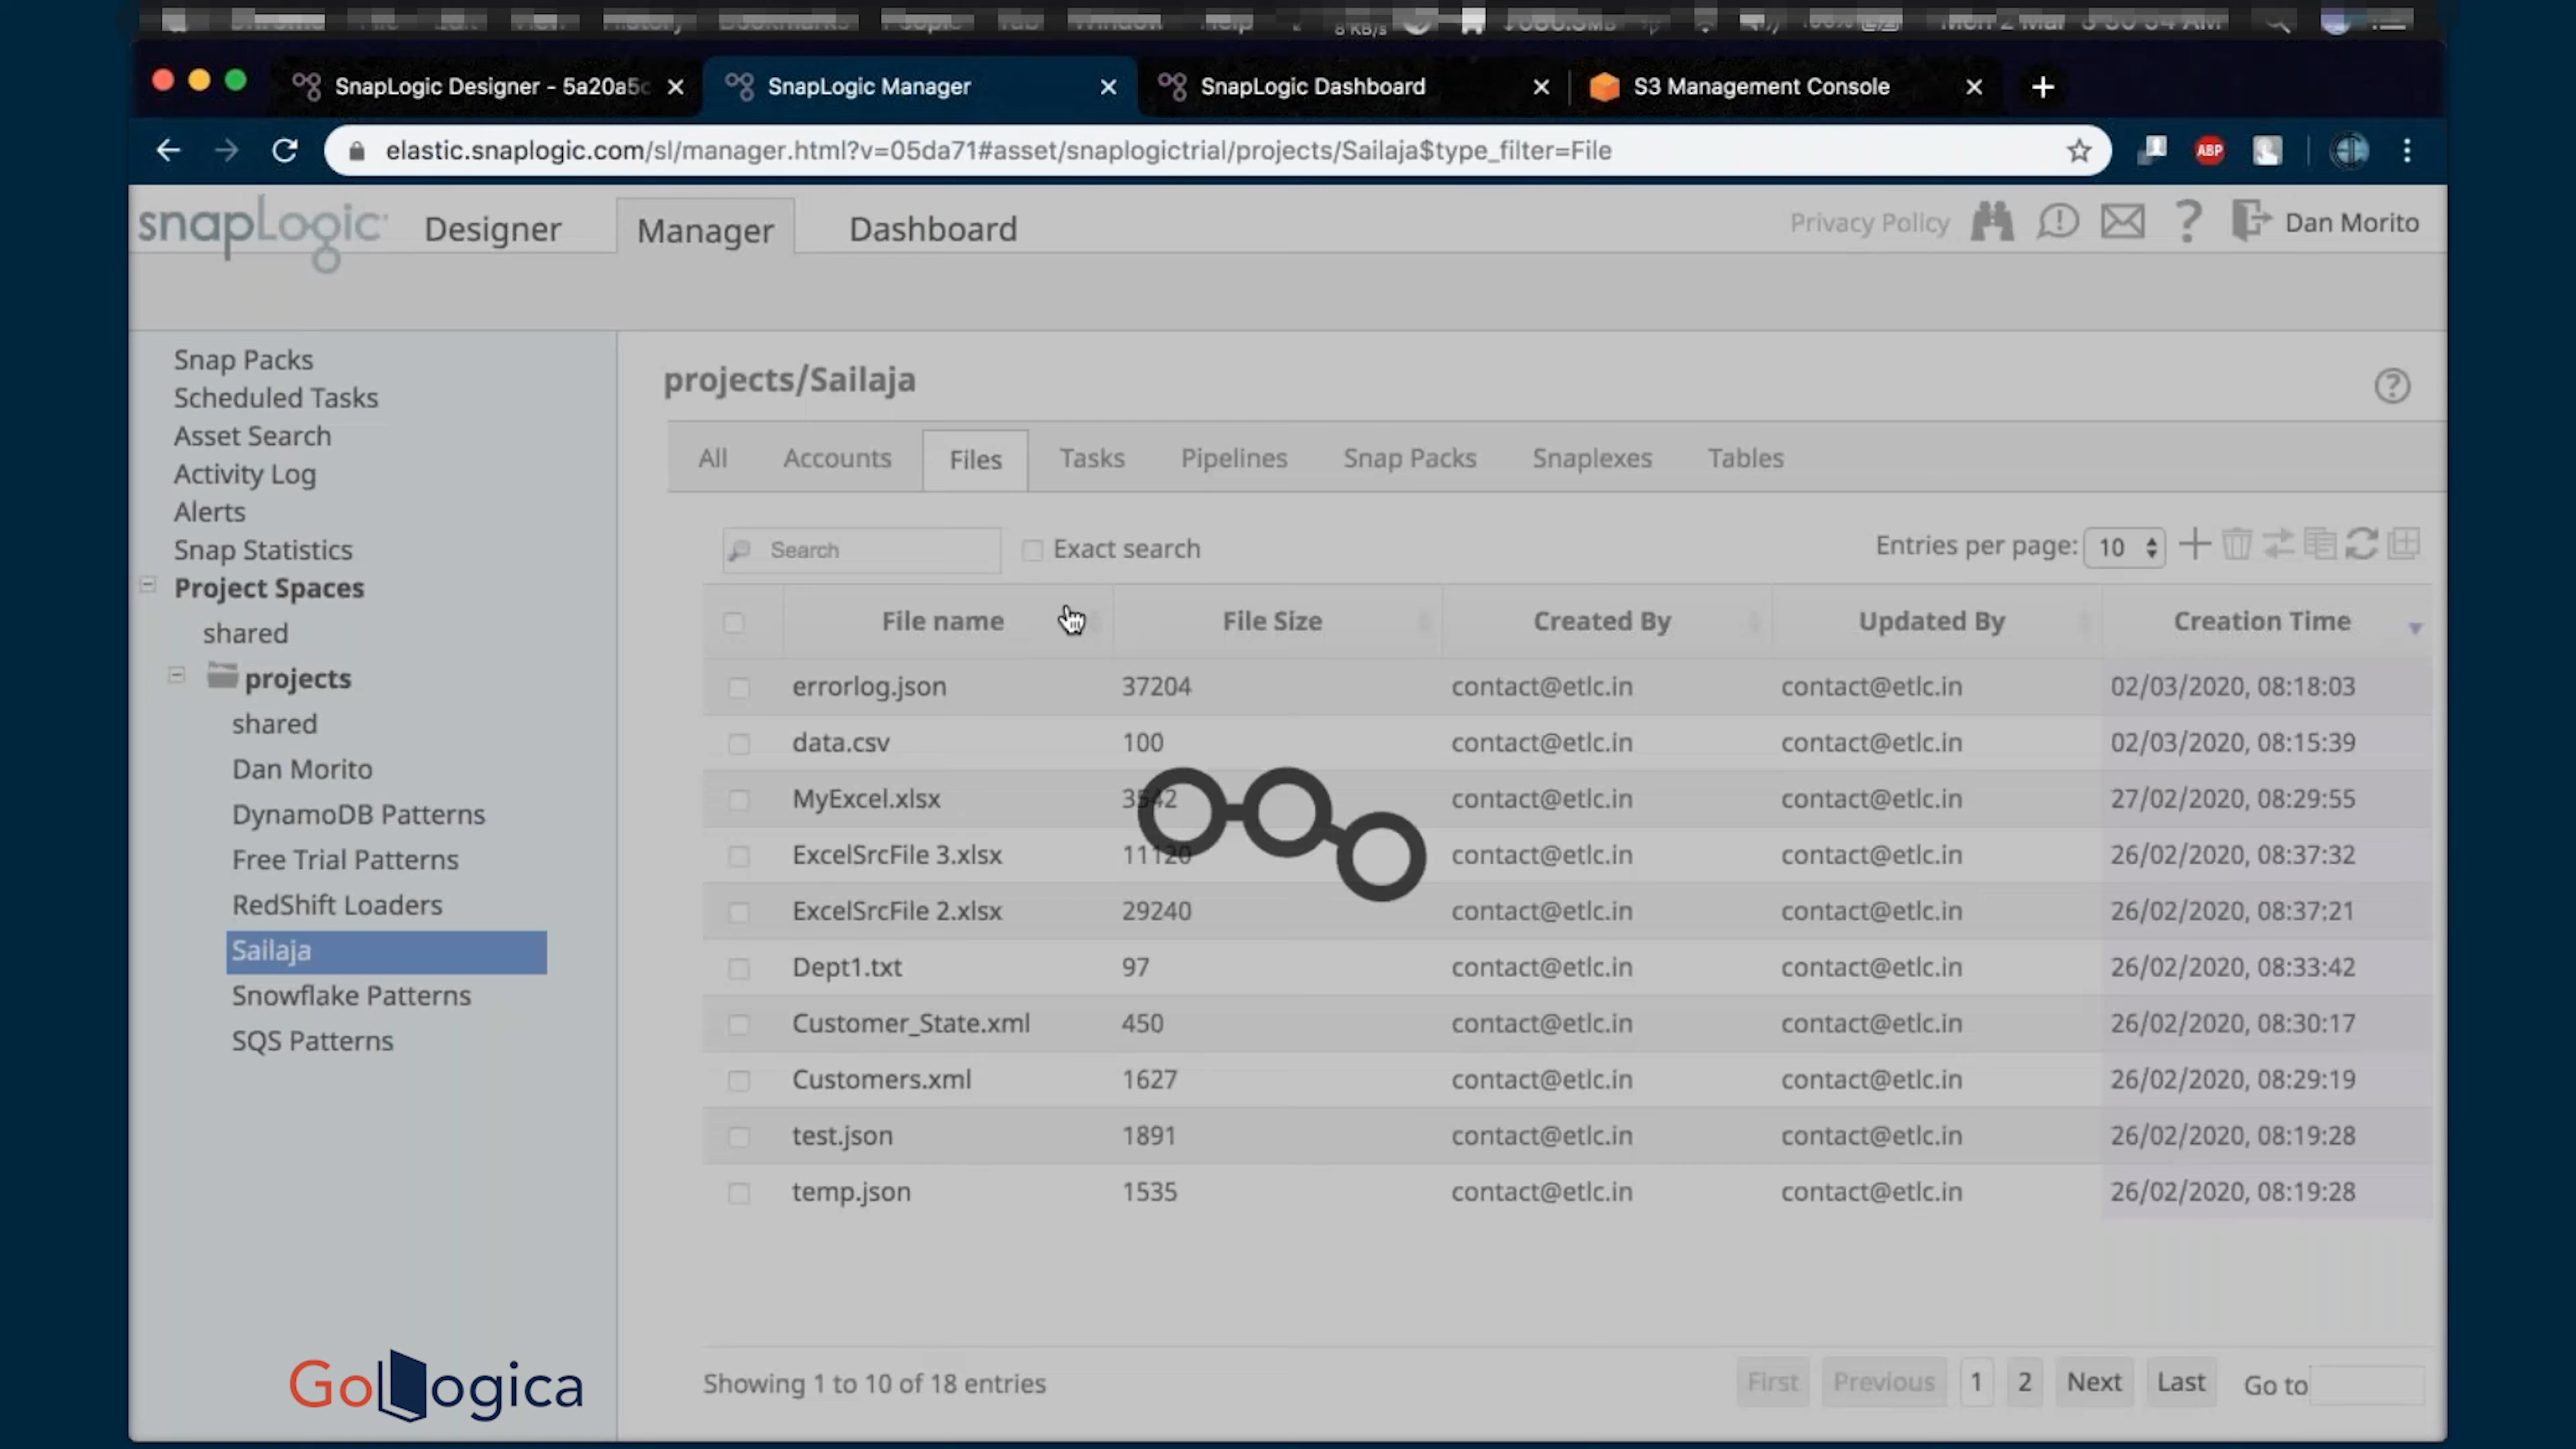 8 KB/s
SnapLogic Designer - 5a20a5c
SnapLogic Manager
SnapLogic Dashboard
S3 Management Console
elastic.snaplogic.com/sl/manager.html?v=05da71#asset/snaplogictrial/projects/Sailaja$type_filter=File
ABP
snapLogic Designer Manager Dashboard Privacy Policy Dan Morito
Snap Packs
Scheduled Tasks
Asset Search
Activity Log
Alerts
Snap Statistics
Project Spaces
shared
projects
shared
Dan Morito
DynamoDB Patterns
Free Trial Patterns
RedShift Loaders
Sailaja
Snowflake Patterns
SQS Patterns
projects/Sailaja
All Accounts Files Tasks Pipelines Snap Packs Snaplexes Tables
Search Exact search Entries per page: 10
File name File Size Created By Updated By Creation Time
errorlog.json 37204 contact@etlc.in contact@etlc.in 02/03/2020, 08:18:03
data.csv 100 contact@etlc.in contact@etlc.in 02/03/2020, 08:15:39
MyExcel.xlsx 3542 contact@etlc.in contact@etlc.in 27/02/2020, 08:29:55
ExcelSrcFile 3.xlsx 11120 contact@etlc.in contact@etlc.in 26/02/2020, 08:37:32
ExcelSrcFile 2.xlsx 29240 contact@etlc.in contact@etlc.in 26/02/2020, 08:37:21
Dept1.txt 97 contact@etlc.in contact@etlc.in 26/02/2020, 08:33:42
Customer_State.xml 450 contact@etlc.in contact@etlc.in 26/02/2020, 08:30:17
Customers.xml 1627 contact@etlc.in contact@etlc.in 26/02/2020, 08:29:19
test.json 1891 contact@etlc.in contact@etlc.in 26/02/2020, 08:19:28
temp.json 1535 contact@etlc.in contact@etlc.in 26/02/2020, 08:19:28
Showing 1 to 10 of 18 entries First Previous 1 2 Next Last Go to
GoLogica